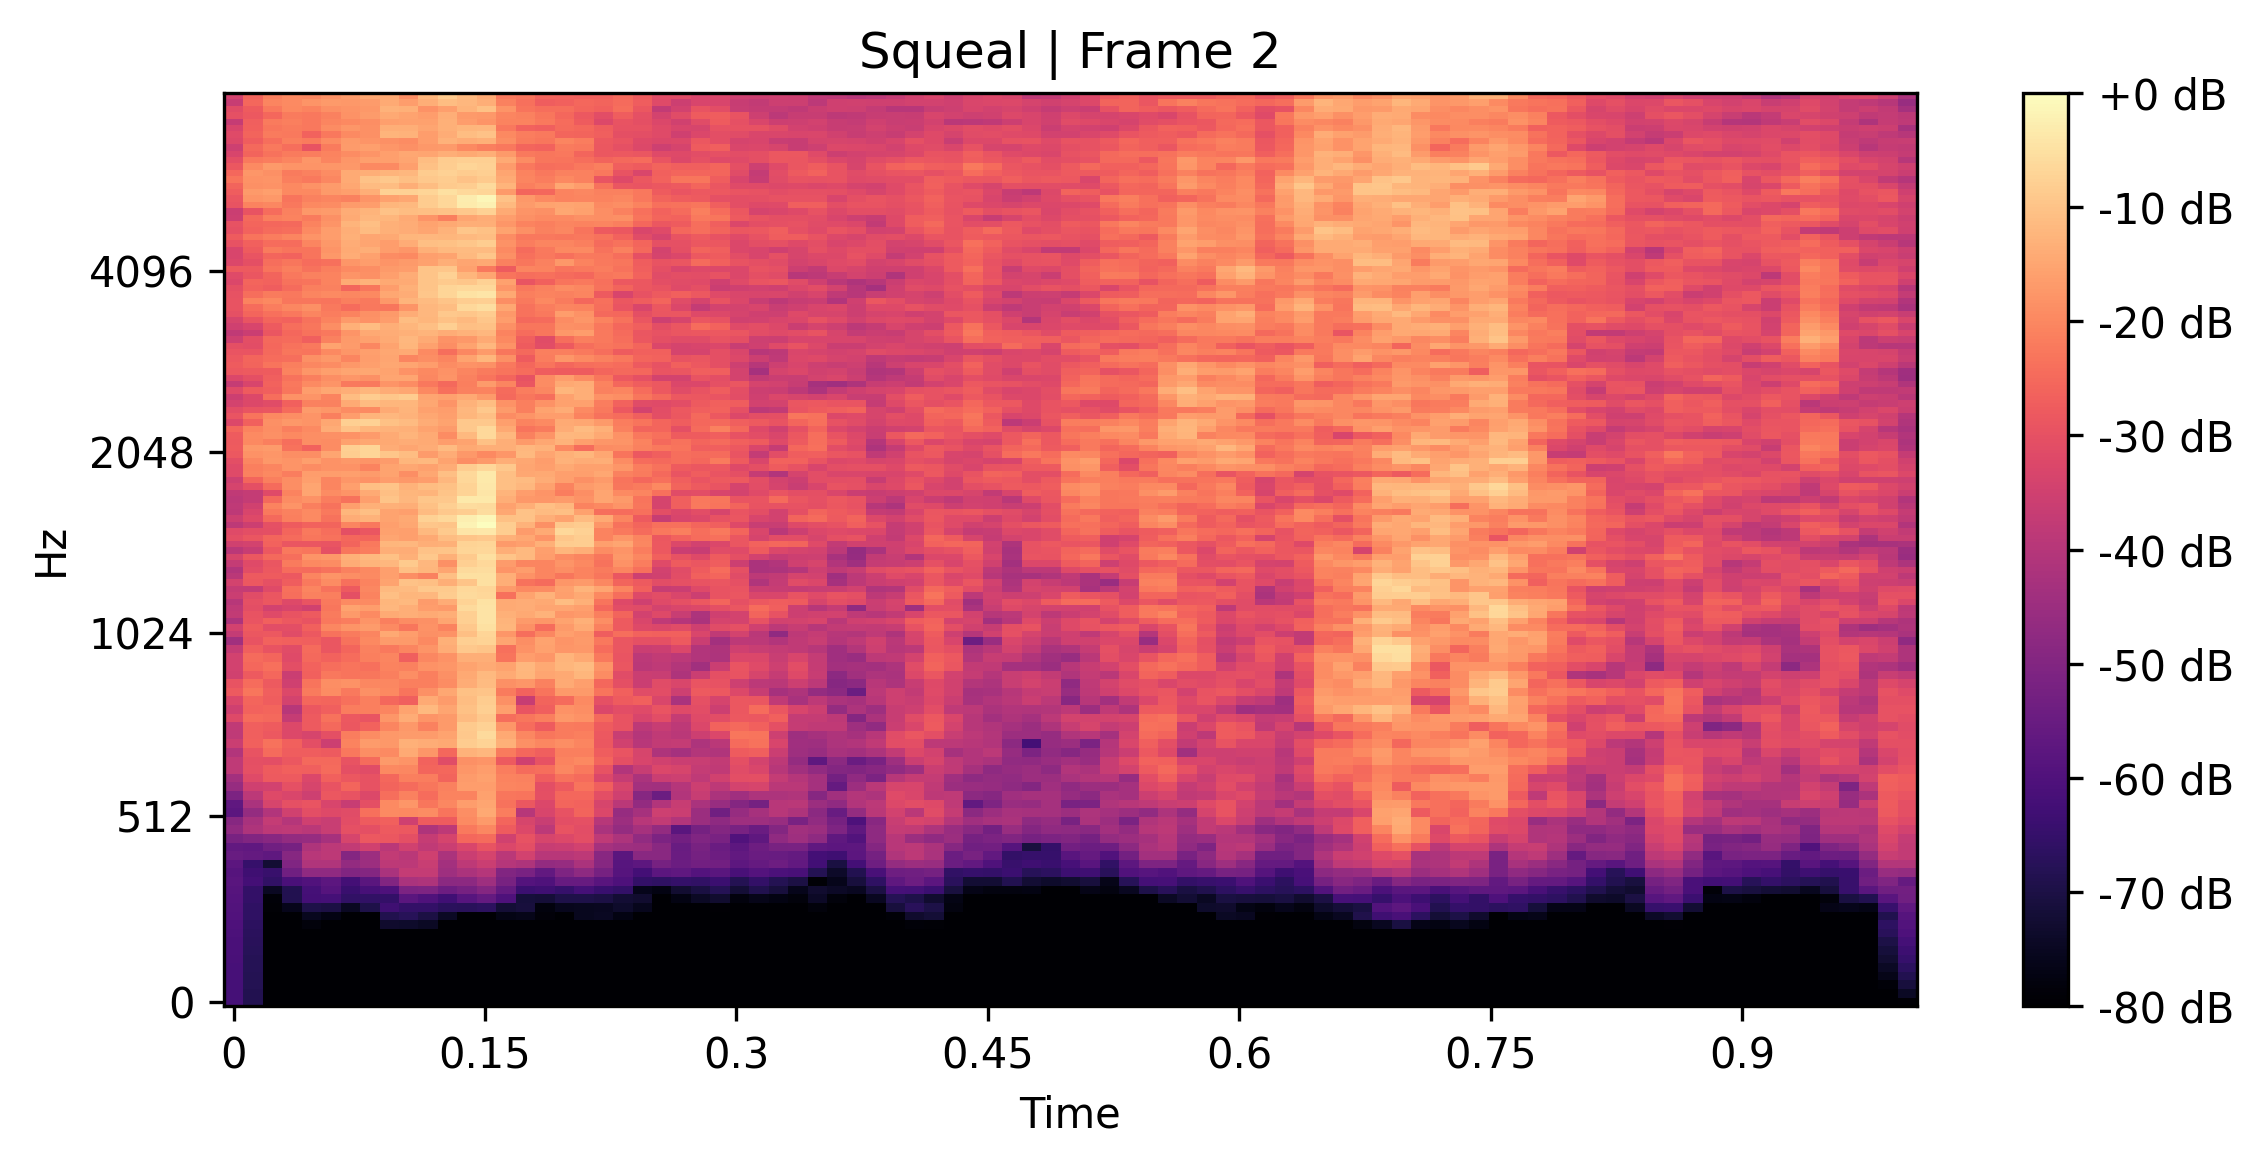 Squeal | Frame 2
+0 dB
-10 dB
-20 dB
-30 dB
-40 dB
-50 dB
-60 dB
-70 dB
-80 dB
Hz
4096
2048
1024
512
0
0 0.15 0.3 0.45 0.6 0.75 0.9
Time